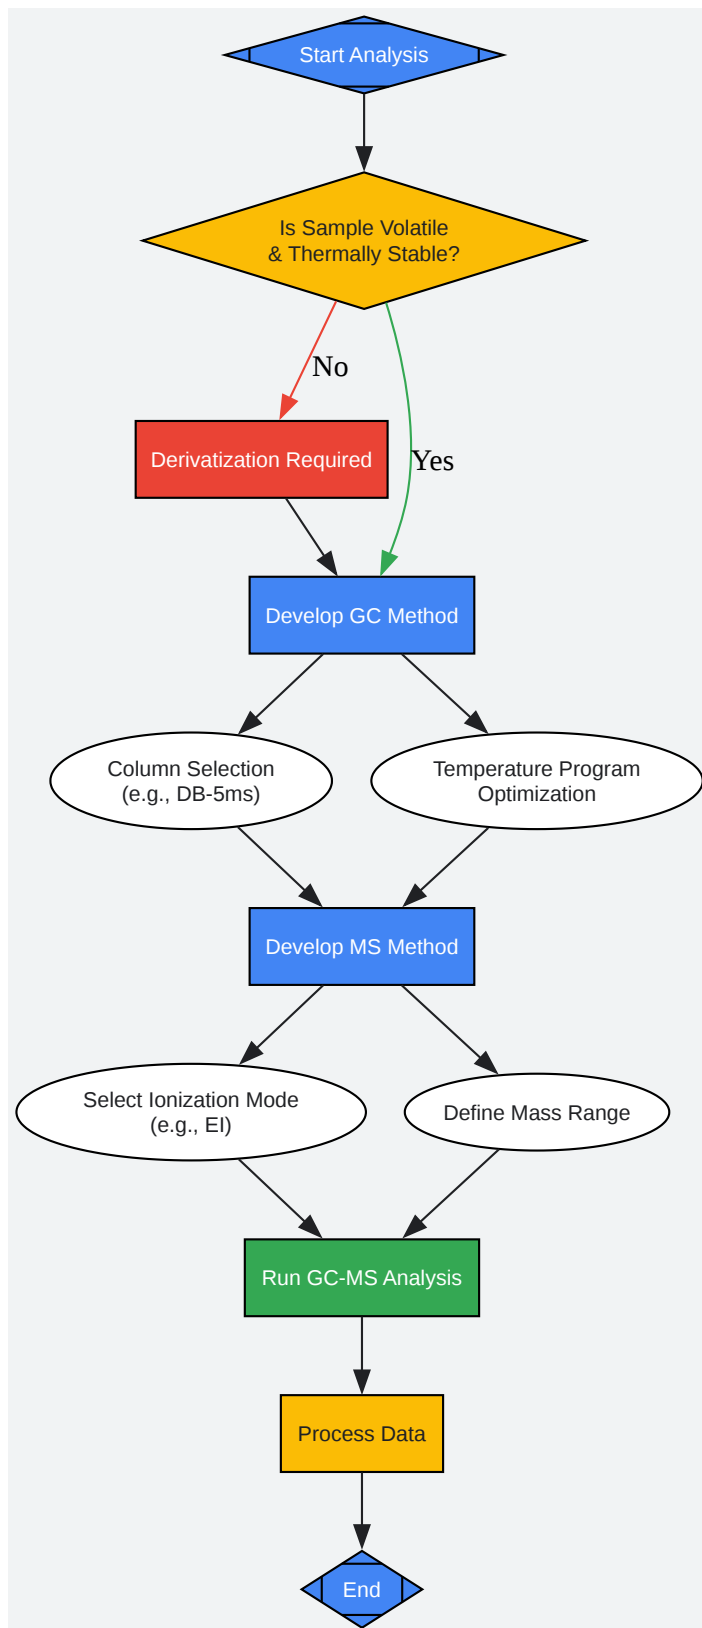 Start Analysis
Is Sample Volatile
& Thermally Stable?
No
Derivatization Required
Yes
Develop GC Method
Column Selection
(e.g., DB-5ms)
Temperature Program
Optimization
Develop MS Method
Select Ionization Mode
(e.g., EI)
Define Mass Range
Run GC-MS Analysis
Process Data
End